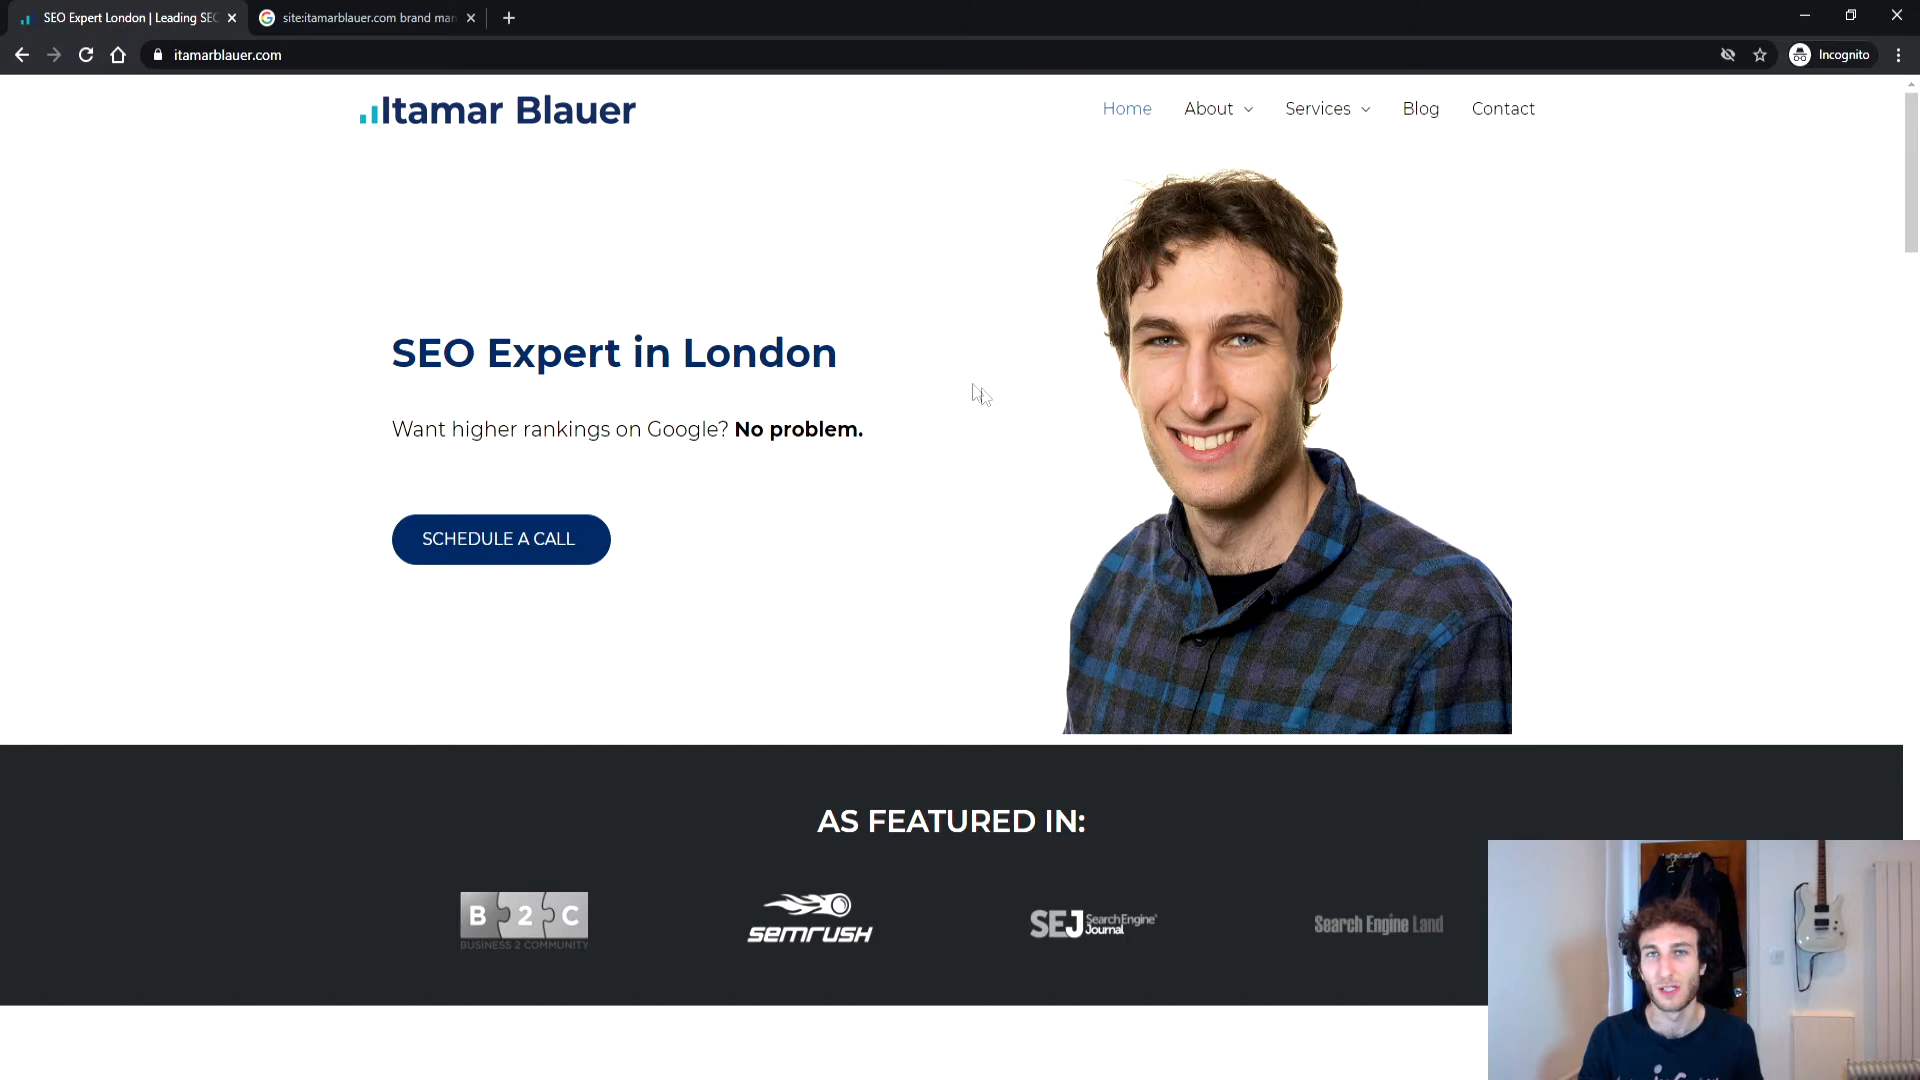 SEO Expert London | Leading SEO
site:itamarblauer.com brand mar
itamarblauer.com
Incognito
Itamar Blauer
Home
About
Services
Blog
Contact
SEO Expert in London
Want higher rankings on Google? No problem.
SCHEDULE A CALL
AS FEATURED IN:
B 2 C
BUSINESS 2 COMMUNITY
semrush
SEJ Search Engine Journal
Search Engine Land